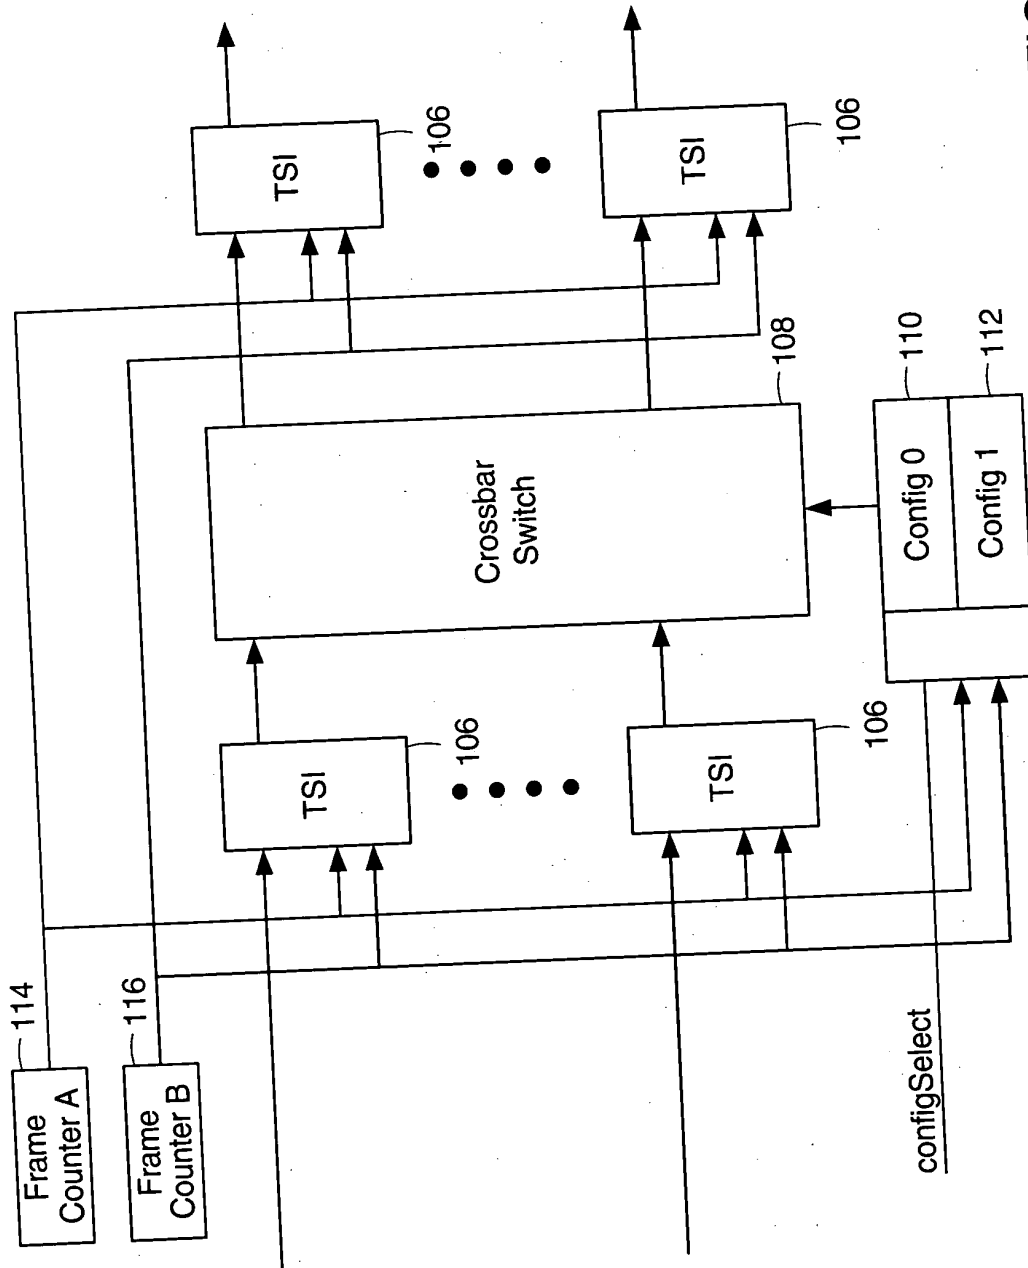 Frame
Counter A
114
Frame
Counter B
116
TSI
106
TSI
106
Crossbar
Switch
108
TSI
106
TSI
106
Config 0
110
Config 1
112
configSelect